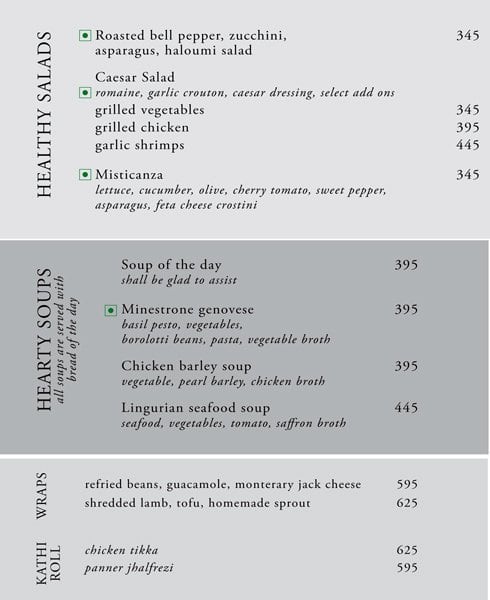 HEALTHY SALADS
Roasted bell pepper, zucchini, 345
asparagus, haloumi salad
Caesar Salad
romaine, garlic crouton, caesar dressing, select add ons
grilled vegetables 345
grilled chicken 395
garlic shrimps 445
Misticanza 345
lettuce, cucumber, olive, cherry tomato, sweet pepper,
asparagus, feta cheese crostini
HEARTY SOUPS
all soups are served with
bread of the day
Soup of the day 395
shall be glad to assist
Minestrone genovese 395
basil pesto, vegetables,
borolotti beans, pasta, vegetable broth
Chicken barley soup 395
vegetable, pearl barley, chicken broth
Lingurian seafood soup 445
seafood, vegetables, tomato, saffron broth
WRAPS
refried beans, guacamole, monterary jack cheese 595
shredded lamb, tofu, homemade sprout 625
KATHI
ROLL
chicken tikka 625
panner jhalfrezi 595